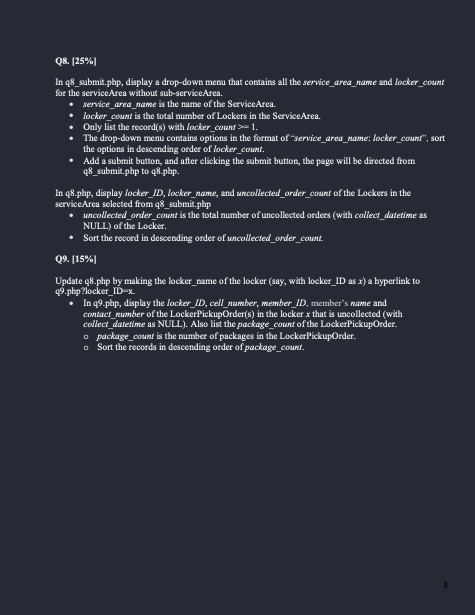 Q8. [25%]
In q8_submit.php, display a drop-down menu that contains all the service_area_name and locker_count
for the serviceArea without sub-serviceArea.
• service_area_name is the name of the ServiceArea.
• locker_count is the total number of Lockers in the ServiceArea.
• Only list the record(s) with locker_count >= 1.
• The drop-down menu contains options in the format of “service_area_name: locker_count”, sort
the options in descending order of locker_count.
• Add a submit button, and after clicking the submit button, the page will be directed from
q8_submit.php to q8.php.
In q8.php, display locker_ID, locker_name, and uncollected_order_count of the Lockers in the
serviceArea selected from q8_submit.php
• uncollected_order_count is the total number of uncollected orders (with collect_datetime as
NULL) of the Locker.
• Sort the record in descending order of uncollected_order_count.
Q9. [15%]
Update q8.php by making the locker_name of the locker (say, with locker_ID as x) a hyperlink to
q9.php?locker_ID=x.
• In q9.php, display the locker_ID, cell_number, member_ID, member’s name and
contact_number of the LockerPickupOrder(s) in the locker x that is uncollected (with
collect_datetime as NULL). Also list the package_count of the LockerPickupOrder.
o package_count is the number of packages in the LockerPickupOrder.
o Sort the records in descending order of package_count.
3